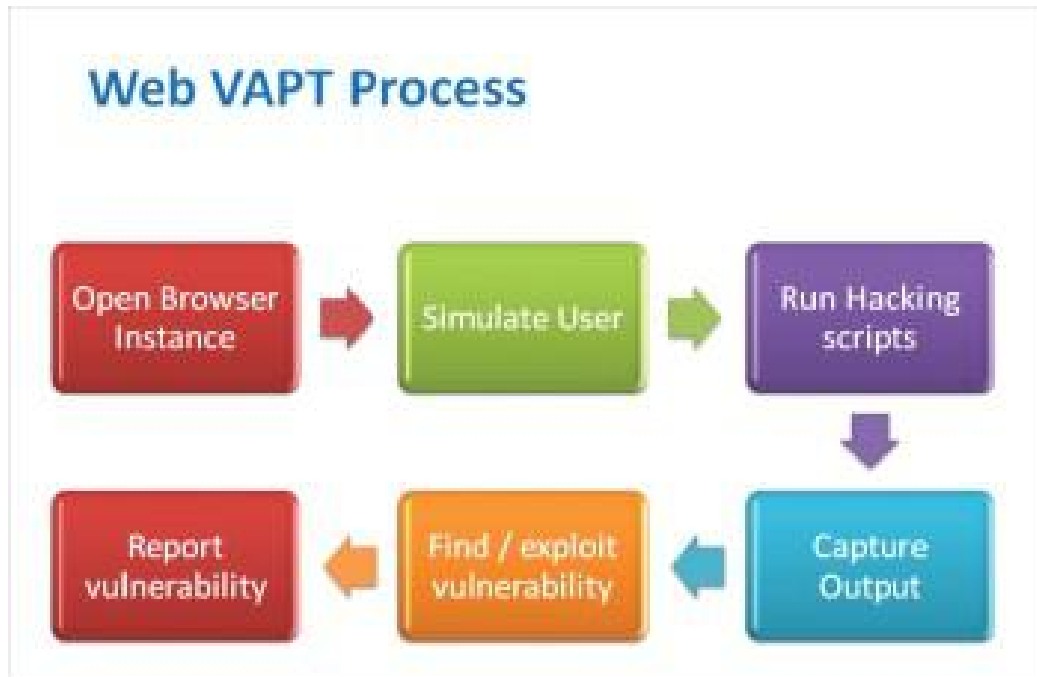 Web VAPT Process
Open Browser
Instance
Simulate User
Run Hacking
scripts
Capture
Output
Find / exploit
vulnerability
Report
vulnerability